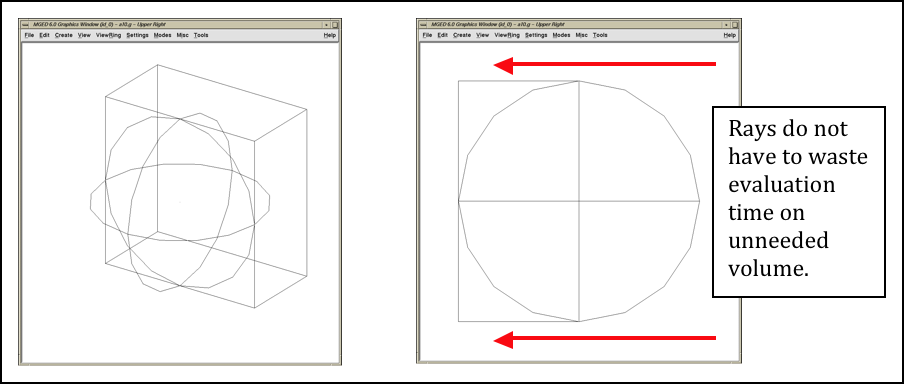 MGED 6.0 Graphics Window (id_0) – a10.g – Upper Right
File Edit Create View ViewRing Settings Modes Misc Tools Help
MGED 6.0 Graphics Window (id_0) – a10.g – Upper Right
File Edit Create View ViewRing Settings Modes Misc Tools Help
Rays do not
have to waste
evaluation
time on
unneeded
volume.